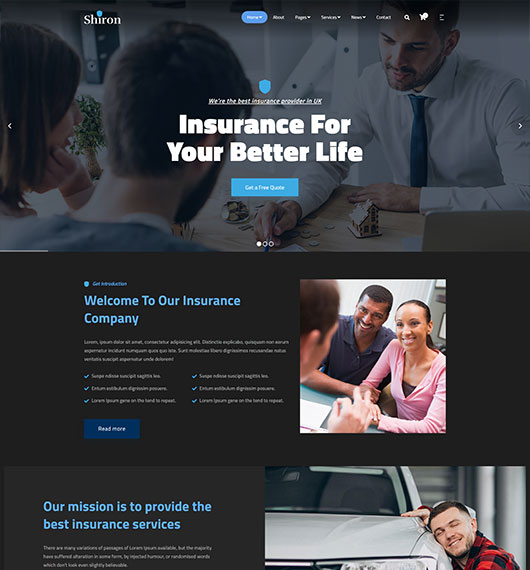 Shiron
Home About Pages Services News Contact
We're the best insurance provider in UK
Insurance For
Your Better Life
Get a Free Quote
Get Introduction
Welcome To Our Insurance
Company
Lorem, ipsum dolor sit amet, consectetur adipisicing elit. Distinctio explicabo, quisquam non earum
aspernatur incidunt numquam quos quo iste. Sunt molestias libero dignissimos recusandae natus
veritatis suscipit aspernatur unde dolorem!
Suspe ndisse suscipit sagittis leo.
Suspe ndisse suscipit sagittis leo.
Entum estibulum dignissim posuere.
Entum estibulum dignissim posuere.
Lorem Ipsum gene on the tend to repeat.
Lorem Ipsum gene on the tend to repeat.
Read more
Our mission is to provide the
best insurance services
There are many variations of passages of Lorem Ipsum available, but the majority
have suffered alteration in some form, by injected humour, or randomised words
which don't look even slightly believable.